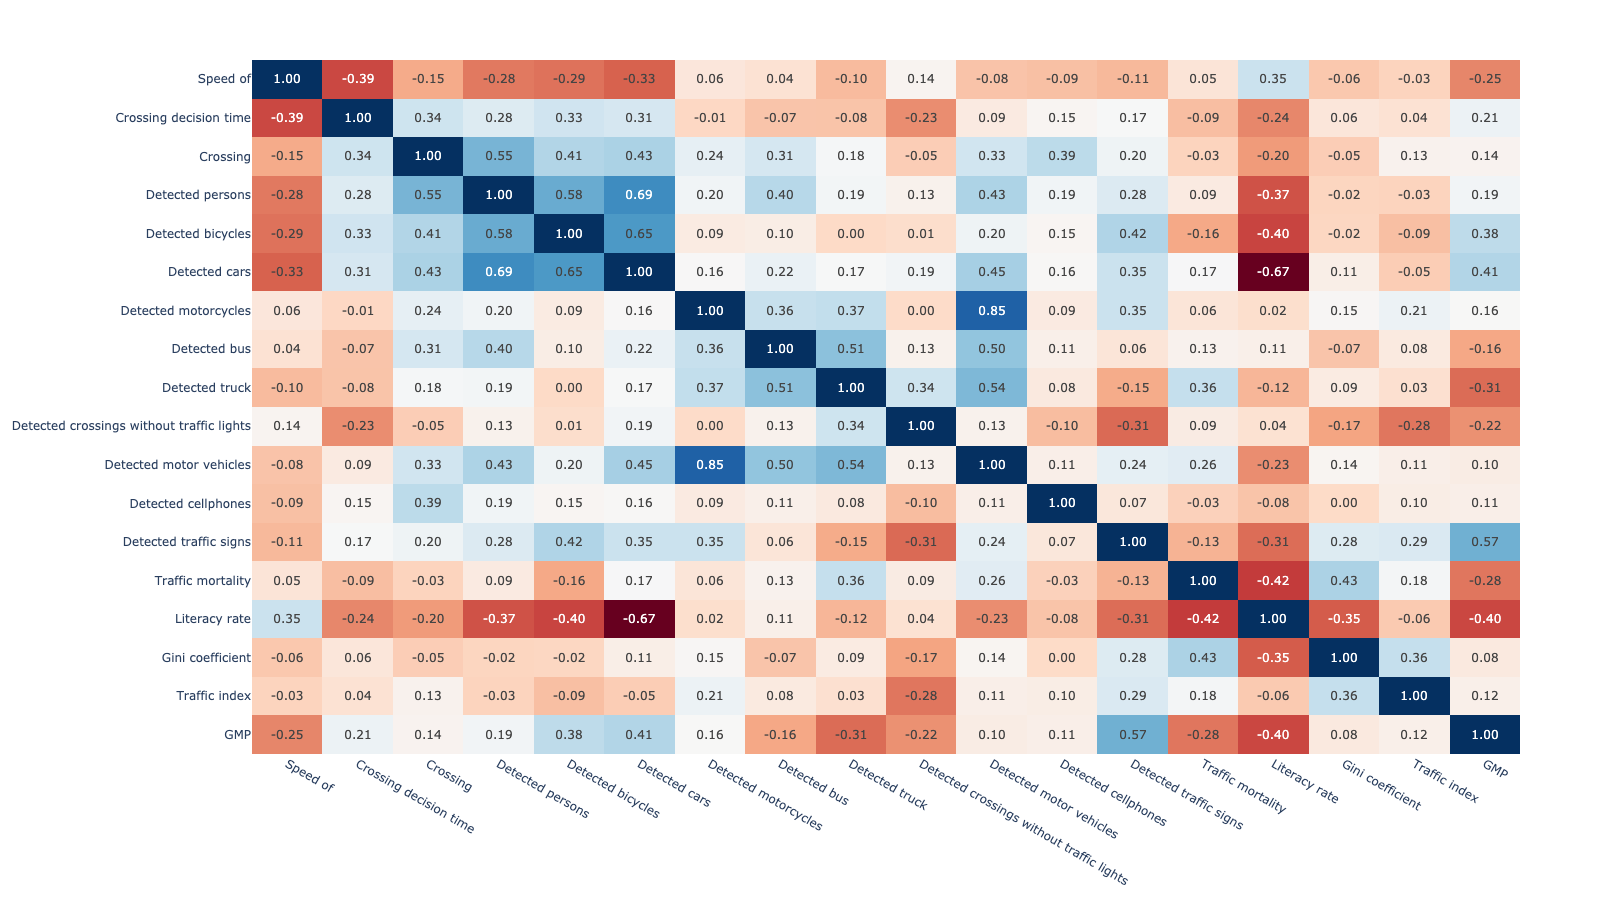 Speed of 1.00 -0.39 -0.15 -0.28 -0.29 -0.33 0.06 0.04 -0.10 0.14 -0.08 -0.09 -0.11 0.05 0.35 -0.06 -0.03 -0.25
Crossing decision time -0.39 1.00 0.34 0.28 0.33 0.31 -0.01 -0.07 -0.08 -0.23 0.09 0.15 0.17 -0.09 -0.24 0.06 0.04 0.21
Crossing -0.15 0.34 1.00 0.55 0.41 0.43 0.24 0.31 0.18 -0.05 0.33 0.39 0.20 -0.03 -0.20 -0.05 0.13 0.14
Detected persons -0.28 0.28 0.55 1.00 0.58 0.69 0.20 0.40 0.19 0.13 0.43 0.19 0.28 0.09 -0.37 -0.02 -0.03 0.19
Detected bicycles -0.29 0.33 0.41 0.58 1.00 0.65 0.09 0.10 0.00 0.01 0.20 0.15 0.42 -0.16 -0.40 -0.02 -0.09 0.38
Detected cars -0.33 0.31 0.43 0.69 0.65 1.00 0.16 0.22 0.17 0.19 0.45 0.16 0.35 0.17 -0.67 0.11 -0.05 0.41
Detected motorcycles 0.06 -0.01 0.24 0.20 0.09 0.16 1.00 0.36 0.37 0.00 0.85 0.09 0.35 0.06 0.02 0.15 0.21 0.16
Detected bus 0.04 -0.07 0.31 0.40 0.10 0.22 0.36 1.00 0.51 0.13 0.50 0.11 0.06 0.13 0.11 -0.07 0.08 -0.16
Detected truck -0.10 -0.08 0.18 0.19 0.00 0.17 0.37 0.51 1.00 0.34 0.54 0.08 -0.15 0.36 -0.12 0.09 0.03 -0.31
Detected crossings without traffic lights 0.14 -0.23 -0.05 0.13 0.01 0.19 0.00 0.13 0.34 1.00 0.13 -0.10 -0.31 0.09 0.04 -0.17 -0.28 -0.22
Detected motor vehicles -0.08 0.09 0.33 0.43 0.20 0.45 0.85 0.50 0.54 0.13 1.00 0.11 0.24 0.26 -0.23 0.14 0.11 0.10
Detected cellphones -0.09 0.15 0.39 0.19 0.15 0.16 0.09 0.11 0.08 -0.10 0.11 1.00 0.07 -0.03 -0.08 0.00 0.10 0.11
Detected traffic signs -0.11 0.17 0.20 0.28 0.42 0.35 0.35 0.06 -0.15 -0.31 0.24 0.07 1.00 -0.13 -0.31 0.28 0.29 0.57
Traffic mortality 0.05 -0.09 -0.03 0.09 -0.16 0.17 0.06 0.13 0.36 0.09 0.26 -0.03 -0.13 1.00 -0.42 0.43 0.18 -0.28
Literacy rate 0.35 -0.24 -0.20 -0.37 -0.40 -0.67 0.02 0.11 -0.12 0.04 -0.23 -0.08 -0.31 -0.42 1.00 -0.35 -0.06 -0.40
Gini coefficient -0.06 0.06 -0.05 -0.02 -0.02 0.11 0.15 -0.07 0.09 -0.17 0.14 0.00 0.28 0.43 -0.35 1.00 0.36 0.08
Traffic index -0.03 0.04 0.13 -0.03 -0.09 -0.05 0.21 0.08 0.03 -0.28 0.11 0.10 0.29 0.18 -0.06 0.36 1.00 0.12
GMP -0.25 0.21 0.14 0.19 0.38 0.41 0.16 -0.16 -0.31 -0.22 0.10 0.11 0.57 -0.28 -0.40 0.08 0.12 1.00
Speed of
Crossing decision time
Crossing
Detected persons
Detected bicycles
Detected cars
Detected motorcycles
Detected bus
Detected truck
Detected crossings without traffic lights
Detected motor vehicles
Detected cellphones
Detected traffic signs
Traffic mortality
Literacy rate
Gini coefficient
Traffic index
GMP